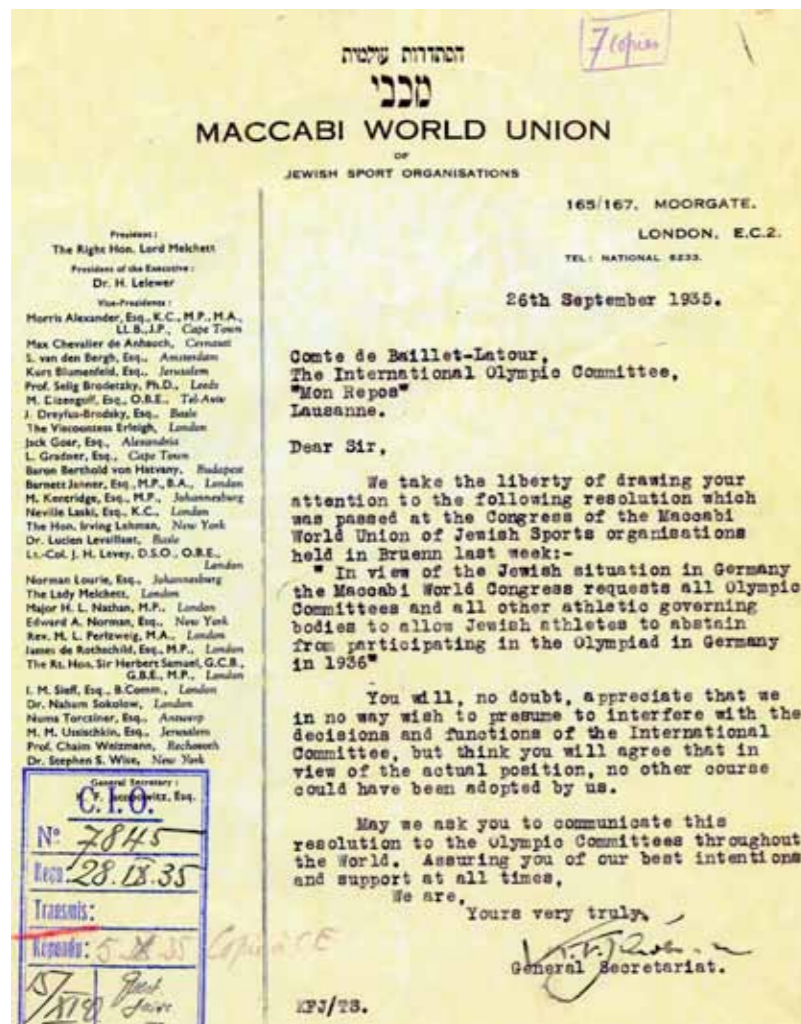 7 copies
הסתדרות עולמית
מכבי
MACCABI WORLD UNION
OF
JEWISH SPORT ORGANISATIONS
165/167, MOORGATE,
LONDON, E.C.2.
TEL: NATIONAL 6233.
President:
The Right Hon. Lord Melchett
President of the Executive:
Dr. H. Lelewer
Vice-Presidents:
Morris Alexander, Esq., K.C., M.P., M.A.,
LL.B., J.P., Cape Town
Max Chevalier de Anhauch, Cernauti
S. van den Bergh, Esq., Amsterdam
Kurt Blumenfeld, Esq., Jerusalem
Prof. Selig Brodetzky, Ph.D., Leeds
M. Dizengoff, Esq., O.B.E., Tel-Aviv
J. Dreyfus-Brodsky, Esq., Basle
The Viscountess Erleigh, London
Jack Goar, Esq., Alexandria
L. Gradner, Esq., Cape Town
Baron Berthold von Hatvany, Budapest
Barnett Janner, Esq., M.P., B.A., London
M. Kentridge, Esq., M.P., Johannesburg
Neville Laski, Esq., K.C., London
The Hon. Irving Lehman, New York
Dr. Lucien Levaillant, Basle
Lt.-Col. J. H. Levey, D.S.O., O.B.E.,
London
Norman Lourie, Esq., Johannesburg
The Lady Melchett, London
Major H. L. Nathan, M.P., London
Edward A. Norman, Esq., New York
Rev. M. L. Perlzweig, M.A., London
James de Rothschild, Esq., M.P., London
The Rt. Hon. Sir Herbert Samuel, G.C.B.,
G.B.E., M.P., London
I. M. Sieff, Esq., B.Comm., London
Dr. Nahum Sokolow, London
Numa Torcziner, Esq., Antwerp
M. M. Ussischkin, Esq., Jerusalem
Prof. Chaim Weizmann, Rechovoth
Dr. Stephen S. Wise, New York
General Secretary:
Esq.
C.I.O.
Nº 7845
Reçu: 28.IX.35
Transmis:
Répondu: 5 X 35 Copie à CE
15/XI
26th September 1935.
Comte de Baillet-Latour,
The International Olympic Committee,
"Mon Repos"
Lausanne.
Dear Sir,
We take the liberty of drawing your
attention to the following resolution which
was passed at the Congress of the Maccabi
World Union of Jewish Sports organisations
held in Bruenn last week:-
" In view of the Jewish situation in Germany
the Maccabi World Congress requests all Olympic
Committees and all other athletic governing
bodies to allow Jewish athletes to abstain
from participating in the Olympiad in Germany
in 1936"
You will, no doubt, appreciate that we
in no way wish to presume to interfere with the
decisions and functions of the International
Committee, but think you will agree that in
view of the actual position, no other course
could have been adopted by us.
May we ask you to communicate this
resolution to the Olympic Committees throughout
the World. Assuring you of our best intentions
and support at all times,
We are,
Yours very truly,
General Secretariat.
KFJ/TS.